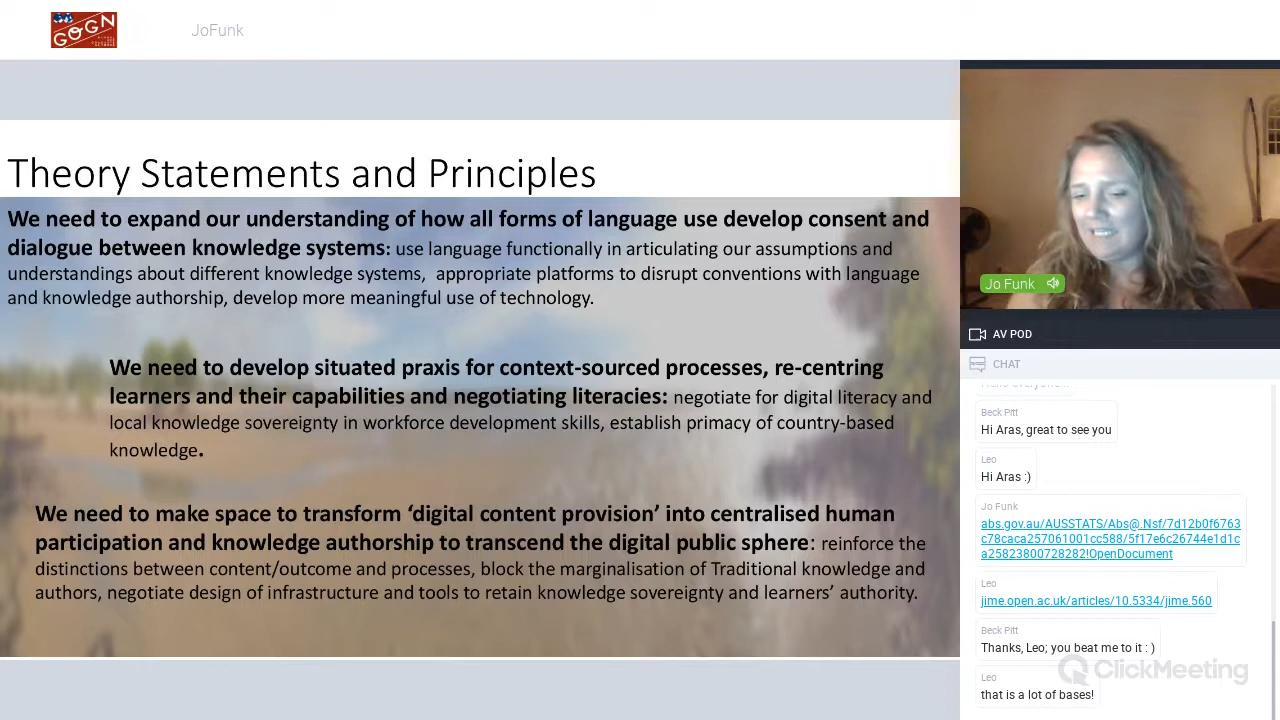 GOGN
JoFunk
Theory Statements and Principles
We need to expand our understanding of how all forms of language use develop consent and
dialogue between knowledge systems: use language functionally in articulating our assumptions and
understandings about different knowledge systems, appropriate platforms to disrupt conventions with language
and knowledge authorship, develop more meaningful use of technology.
We need to develop situated praxis for context-sourced processes, re-centring
learners and their capabilities and negotiating literacies: negotiate for digital literacy and
local knowledge sovereignty in workforce development skills, establish primacy of country-based
knowledge.
We need to make space to transform ‘digital content provision’ into centralised human
participation and knowledge authorship to transcend the digital public sphere: reinforce the
distinctions between content/outcome and processes, block the marginalisation of Traditional knowledge and
authors, negotiate design of infrastructure and tools to retain knowledge sovereignty and learners’ authority.
Jo Funk
AV POD
CHAT
Beck Pitt
Hi Aras, great to see you
Leo
Hi Aras :)
Jo Funk
abs.gov.au/AUSSTATS/Abs@.Nsf/7d12b0f6763
c78caca257061001cc588/5f17e6c26744e1d1c
a25823800728282!OpenDocument
Leo
jime.open.ac.uk/articles/10.5334/jime.560
Beck Pitt
Thanks, Leo; you beat me to it : )
ClickMeeting
Leo
that is a lot of bases!